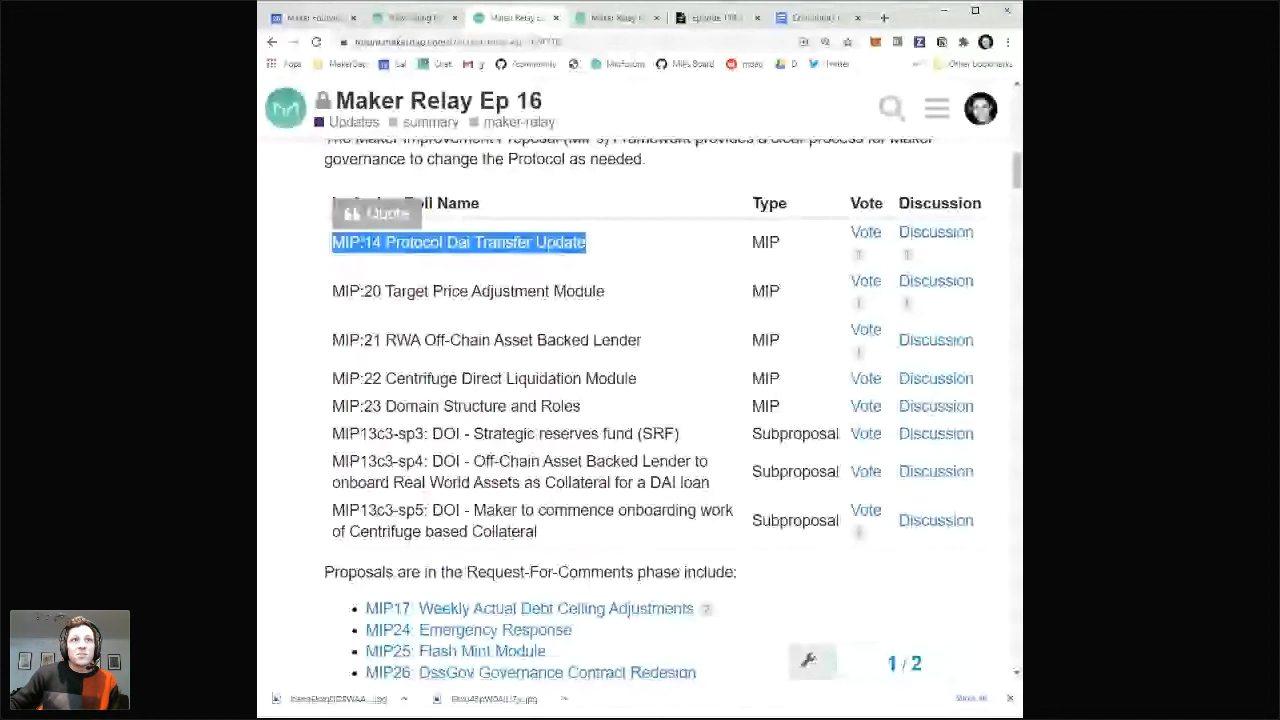 Maker Relay Ep 16
Updates summary maker-relay
governance to change the Protocol as needed.
Poll Name Type Vote Discussion
Quote
MIP:14 Protocol Dai Transfer Update MIP Vote Discussion
MIP:20 Target Price Adjustment Module MIP Vote Discussion
MIP:21 RWA Off-Chain Asset Backed Lender MIP Vote Discussion
MIP:22 Centrifuge Direct Liquidation Module MIP Vote Discussion
MIP:23 Domain Structure and Roles MIP Vote Discussion
MIP13c3-sp3: DOI - Strategic reserves fund (SRF) Subproposal Vote Discussion
MIP13c3-sp4: DOI - Off-Chain Asset Backed Lender to
onboard Real World Assets as Collateral for a DAI loan Subproposal Vote Discussion
MIP13c3-sp5: DOI - Maker to commence onboarding work
of Centrifuge based Collateral Subproposal Vote Discussion
Proposals are in the Request-For-Comments phase include:
MIP17: Weekly Actual Debt Ceiling Adjustments
MIP24: Emergency Response
MIP25: Flash Mint Module
MIP26: DssGov Governance Contract Redesign
1 / 2